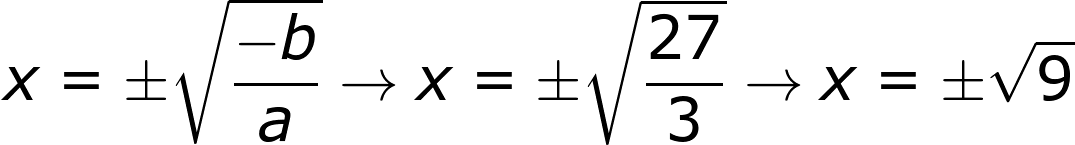 x = ±√(-b/a) → x = ±√(27/3) → x = ±√9